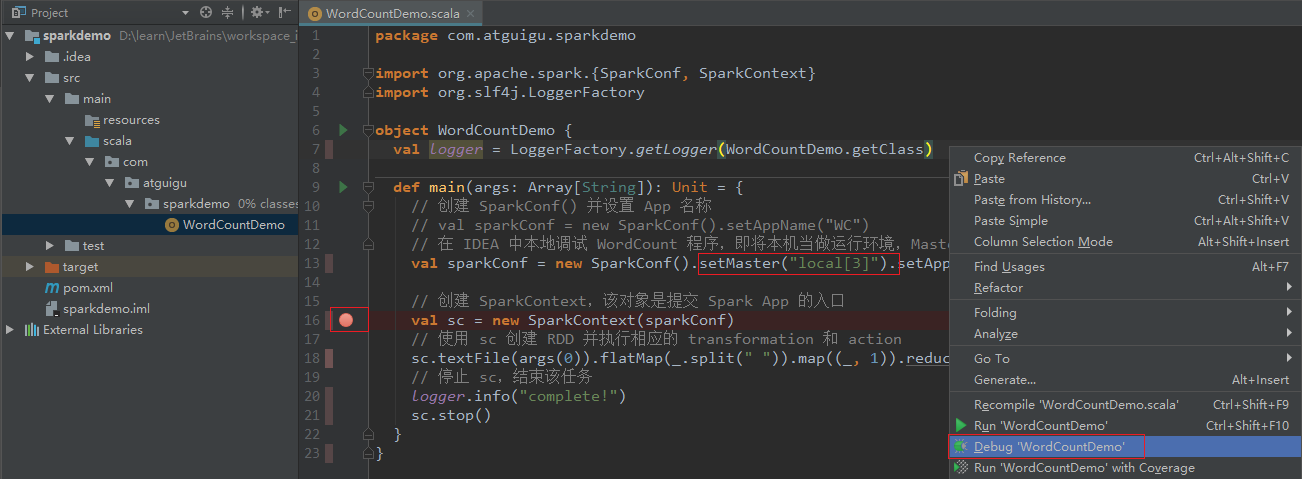 Project
WordCountDemo.scala
sparkdemo D:\learn\JetBrains\workspace_i
.idea
src
main
resources
scala
com
atguigu
sparkdemo 0% classes
WordCountDemo
test
target
pom.xml
sparkdemo.iml
External Libraries
1 package com.atguigu.sparkdemo
2
3 import org.apache.spark.{SparkConf, SparkContext}
4 import org.slf4j.LoggerFactory
5
6 object WordCountDemo {
7 val logger = LoggerFactory.getLogger(WordCountDemo.getClass)
8
9 def main(args: Array[String]): Unit = {
10 // 创建 SparkConf() 并设置 App 名称
11 // val sparkConf = new SparkConf().setAppName("WC")
12 // 在 IDEA 中本地调试 WordCount 程序，即将本机当做运行环境，Mast
13 val sparkConf = new SparkConf().setMaster("local[3]").setApp
14
15 // 创建 SparkContext，该对象是提交 Spark App 的入口
16 val sc = new SparkContext(sparkConf)
17 // 使用 sc 创建 RDD 并执行相应的 transformation 和 action
18 sc.textFile(args(0)).flatMap(_.split(" ")).map((_, 1)).reduc
19 // 停止 sc，结束该任务
20 logger.info("complete!")
21 sc.stop()
22 }
23 }
Copy Reference Ctrl+Alt+Shift+C
Paste Ctrl+V
Paste from History... Ctrl+Shift+V
Paste Simple Ctrl+Alt+Shift+V
Column Selection Mode Alt+Shift+Insert
Find Usages Alt+F7
Refactor
Folding
Analyze
Go To
Generate... Alt+Insert
Recompile 'WordCountDemo.scala' Ctrl+Shift+F9
Run 'WordCountDemo' Ctrl+Shift+F10
Debug 'WordCountDemo'
Run 'WordCountDemo' with Coverage